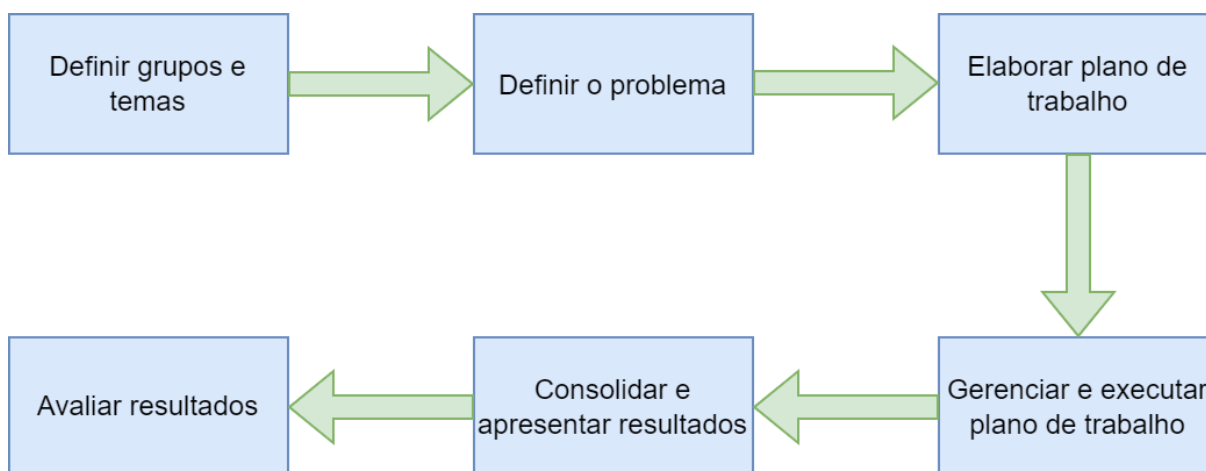 Definir grupos e
temas
Definir o problema
Elaborar plano de
trabalho
Gerenciar e executar
plano de trabalho
Consolidar e
apresentar resultados
Avaliar resultados